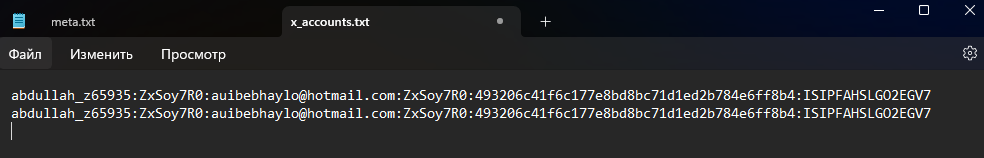 meta.txt
x_accounts.txt
Файл Изменить Просмотр
abdullah_z65935:ZxSoy7R0:auibebhaylo@hotmail.com:ZxSoy7R0:493206c41f6c177e8bd8bc71d1ed2b784e6ff8b4:ISIPFAHSLGO2EGV7
abdullah_z65935:ZxSoy7R0:auibebhaylo@hotmail.com:ZxSoy7R0:493206c41f6c177e8bd8bc71d1ed2b784e6ff8b4:ISIPFAHSLGO2EGV7